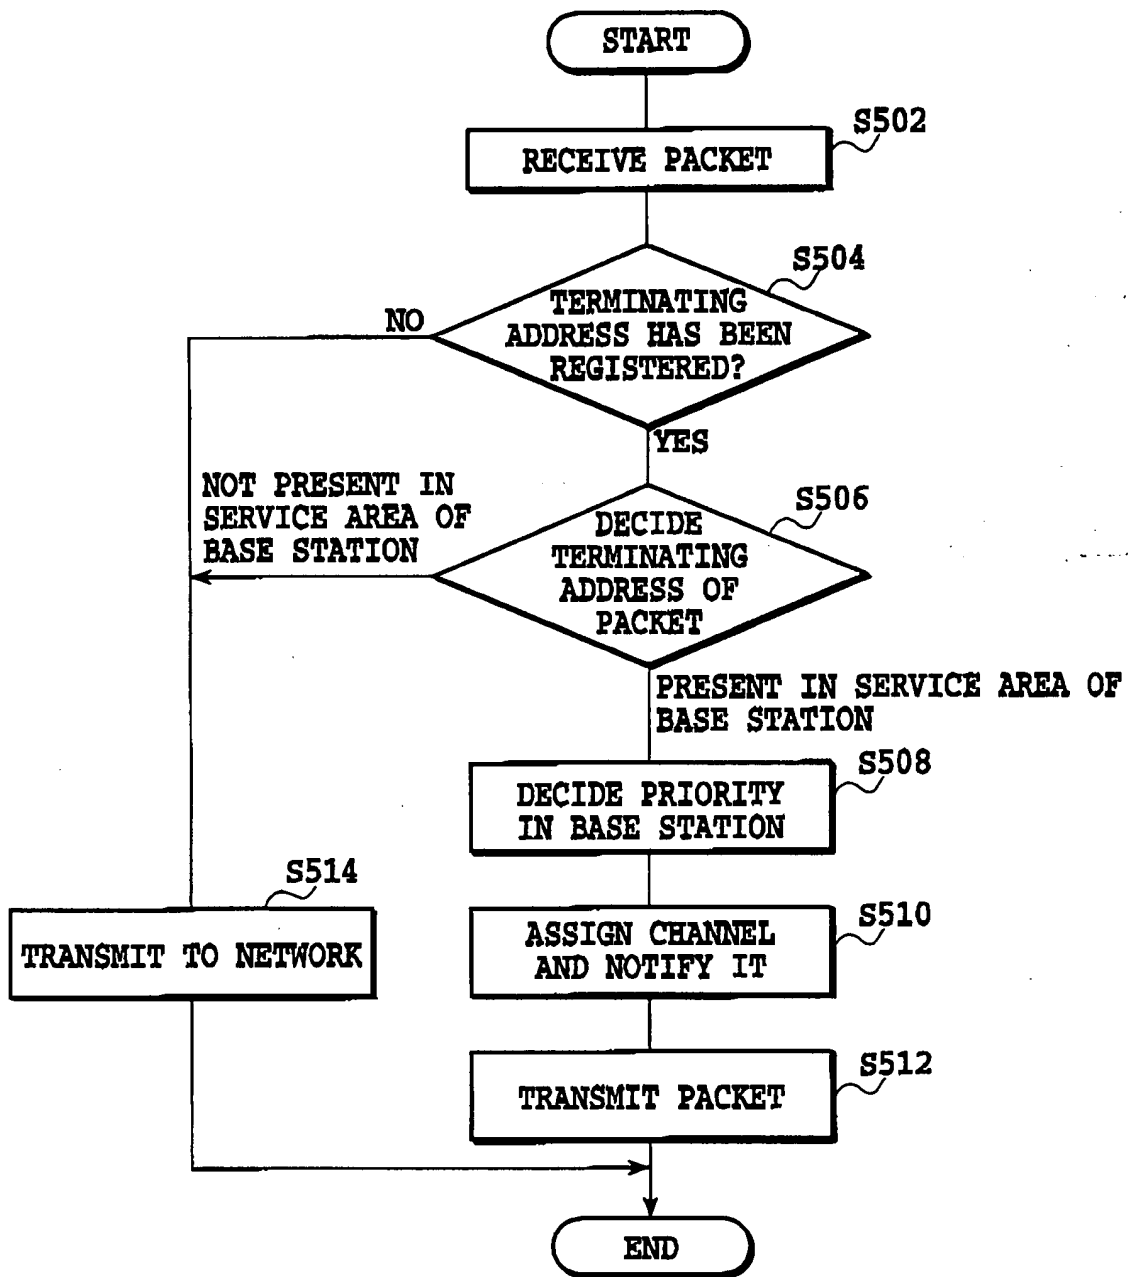 START
S502
RECEIVE PACKET
S504
TERMINATING
ADDRESS HAS BEEN
REGISTERED?
NO
YES
NOT PRESENT IN
SERVICE AREA OF
BASE STATION
S506
DECIDE
TERMINATING
ADDRESS OF
PACKET
PRESENT IN SERVICE AREA OF
BASE STATION
S508
DECIDE PRIORITY
IN BASE STATION
S514
TRANSMIT TO NETWORK
S510
ASSIGN CHANNEL
AND NOTIFY IT
S512
TRANSMIT PACKET
END